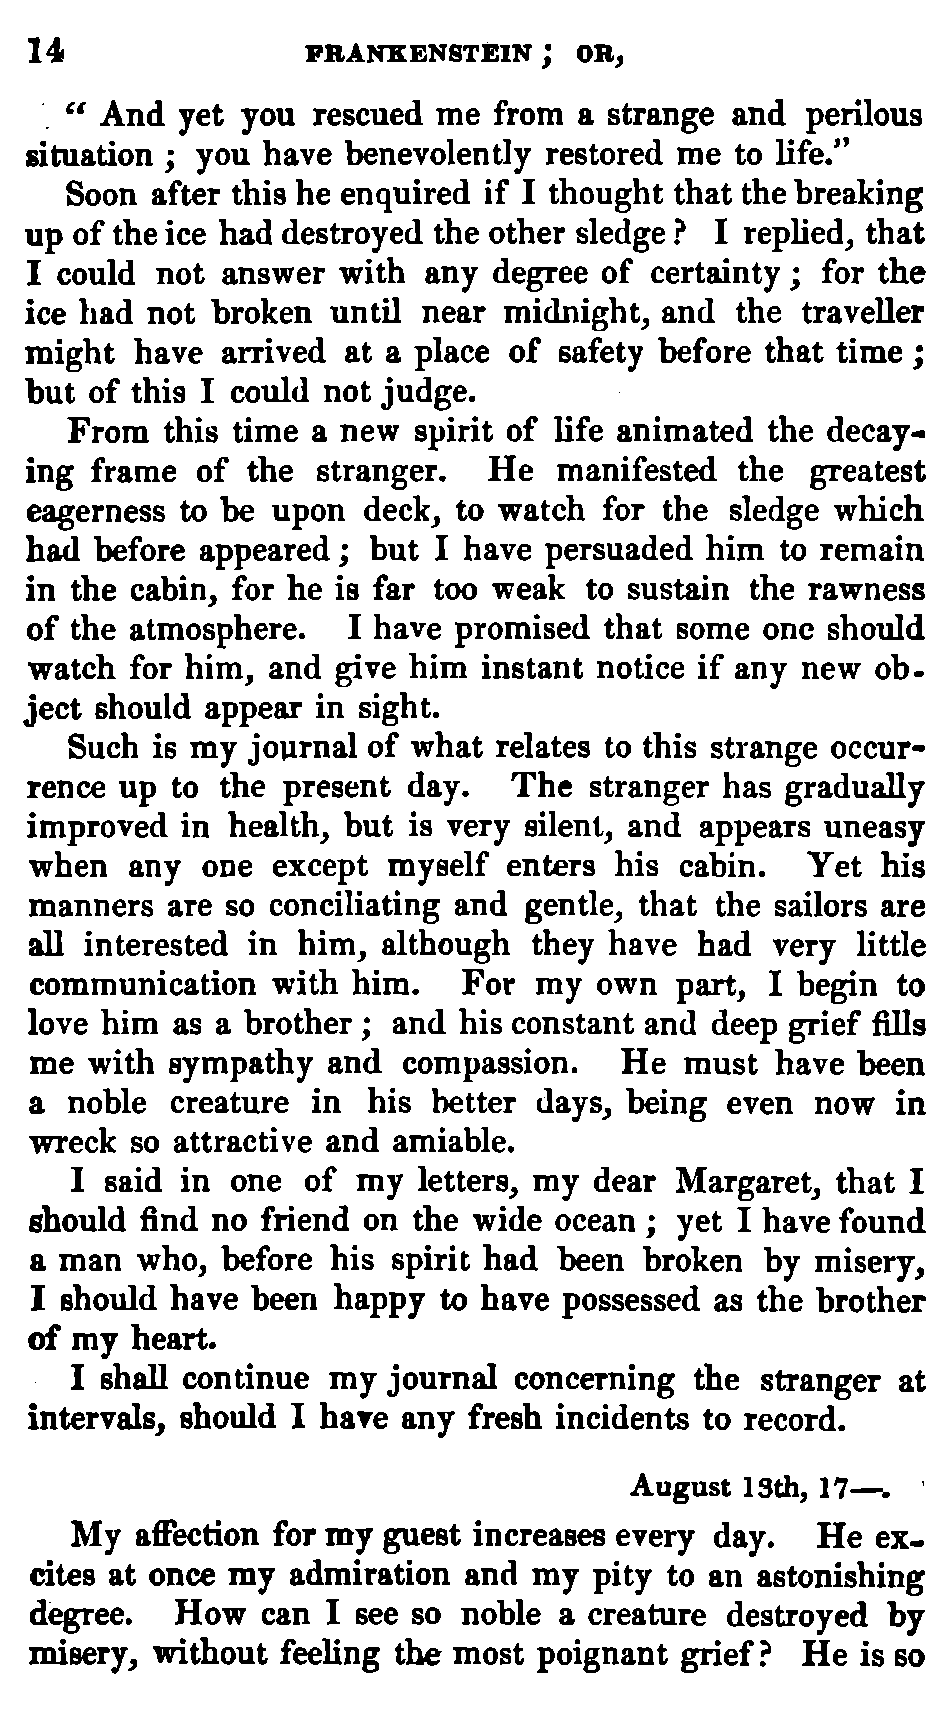 14 FRANKENSTEIN ; OR,
“ And yet you rescued me from a strange and perilous
situation ; you have benevolently restored me to life.”
Soon after this he enquired if I thought that the breaking
up of the ice had destroyed the other sledge ? I replied, that
I could not answer with any degree of certainty ; for the
ice had not broken until near midnight, and the traveller
might have arrived at a place of safety before that time ;
but of this I could not judge.
From this time a new spirit of life animated the decay-
ing frame of the stranger. He manifested the greatest
eagerness to be upon deck, to watch for the sledge which
had before appeared ; but I have persuaded him to remain
in the cabin, for he is far too weak to sustain the rawness
of the atmosphere. I have promised that some one should
watch for him, and give him instant notice if any new ob-
ject should appear in sight.
Such is my journal of what relates to this strange occur-
rence up to the present day. The stranger has gradually
improved in health, but is very silent, and appears uneasy
when any one except myself enters his cabin. Yet his
manners are so conciliating and gentle, that the sailors are
all interested in him, although they have had very little
communication with him. For my own part, I begin to
love him as a brother ; and his constant and deep grief fills
me with sympathy and compassion. He must have been
a noble creature in his better days, being even now in
wreck so attractive and amiable.
I said in one of my letters, my dear Margaret, that I
should find no friend on the wide ocean ; yet I have found
a man who, before his spirit had been broken by misery,
I should have been happy to have possessed as the brother
of my heart.
I shall continue my journal concerning the stranger at
intervals, should I have any fresh incidents to record.
August 13th, 17—.
My affection for my guest increases every day. He ex-
cites at once my admiration and my pity to an astonishing
degree. How can I see so noble a creature destroyed by
misery, without feeling the most poignant grief ? He is so